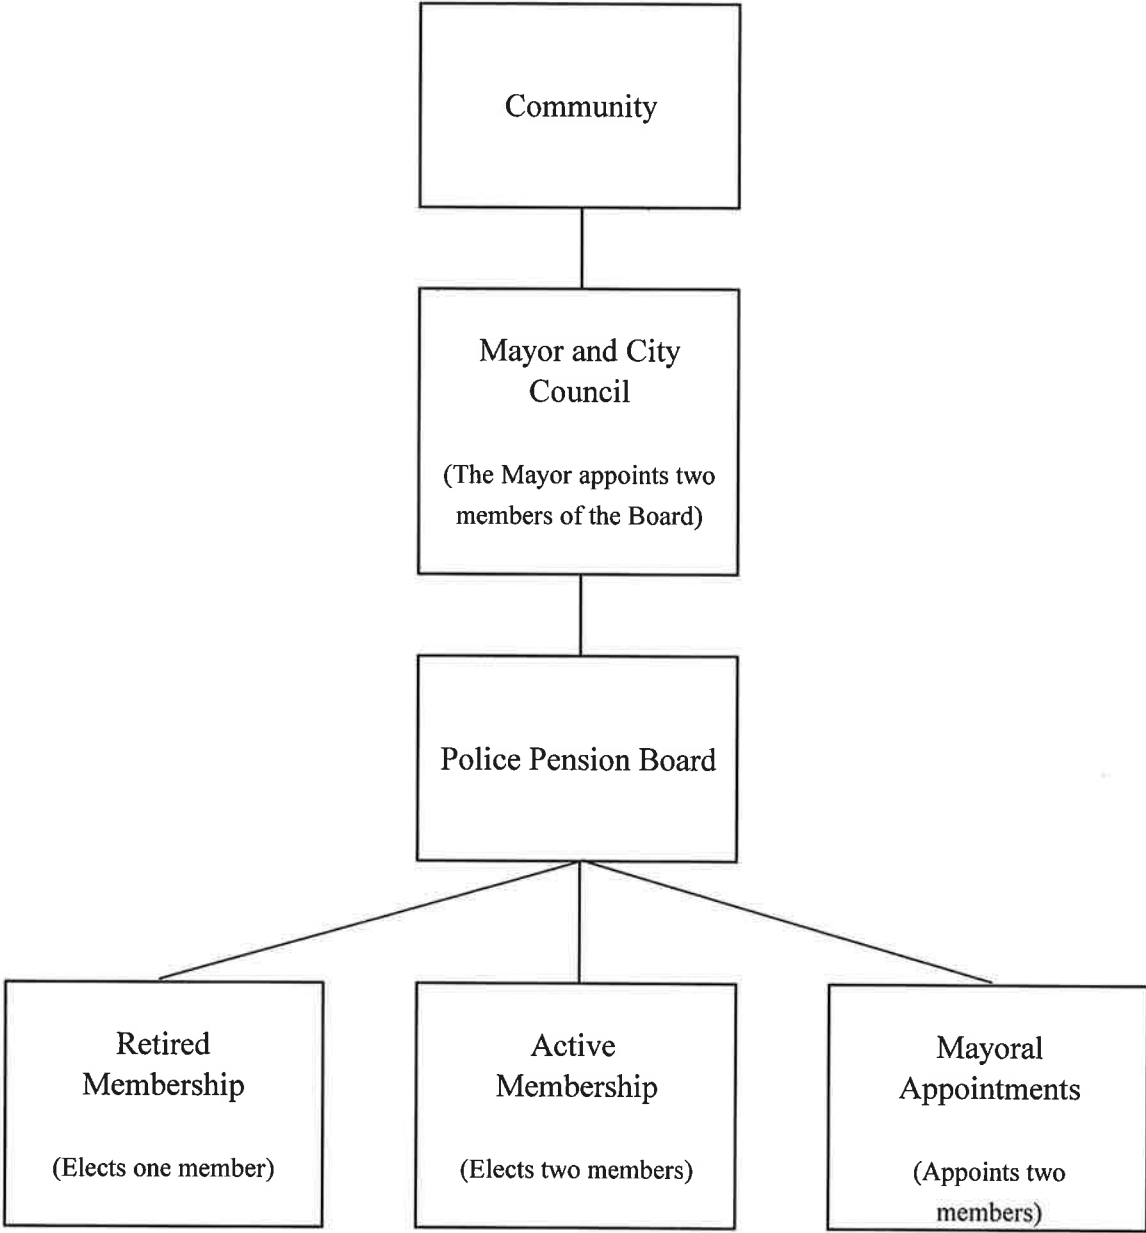 Community
Mayor and City
Council
(The Mayor appoints two
members of the Board)
Police Pension Board
Retired
Membership
(Elects one member)
Active
Membership
(Elects two members)
Mayoral
Appointments
(Appoints two
members)